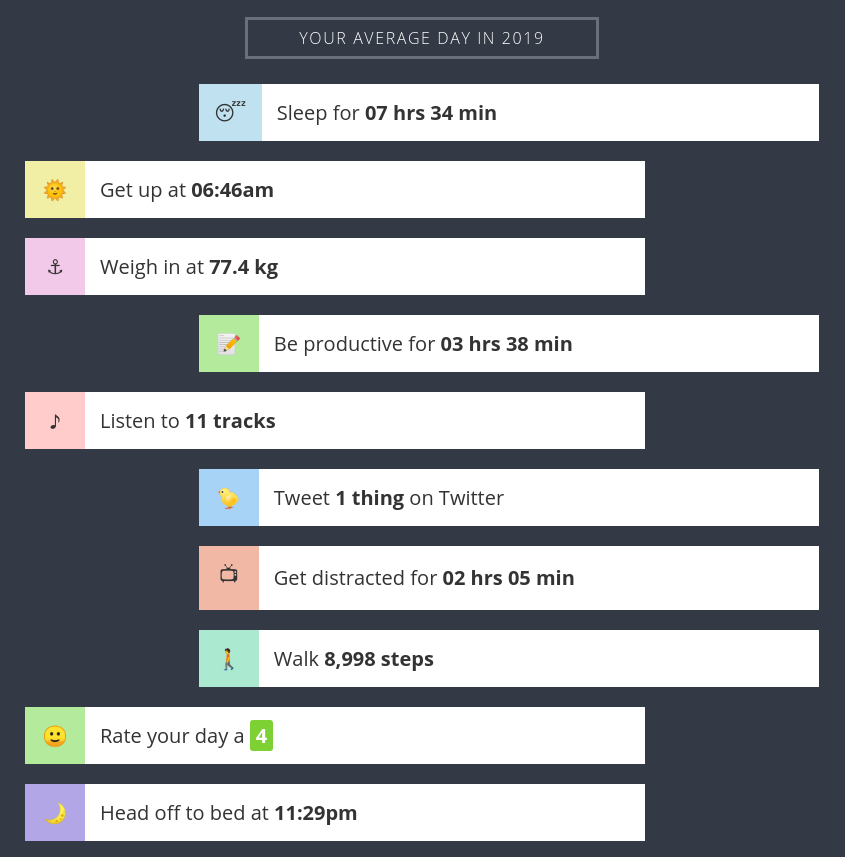 YOUR AVERAGE DAY IN 2019
zzz
Sleep for 07 hrs 34 min
Get up at 06:46am
Weigh in at 77.4 kg
Be productive for 03 hrs 38 min
Listen to 11 tracks
Tweet 1 thing on Twitter
Get distracted for 02 hrs 05 min
Walk 8,998 steps
Rate your day a 4
Head off to bed at 11:29pm